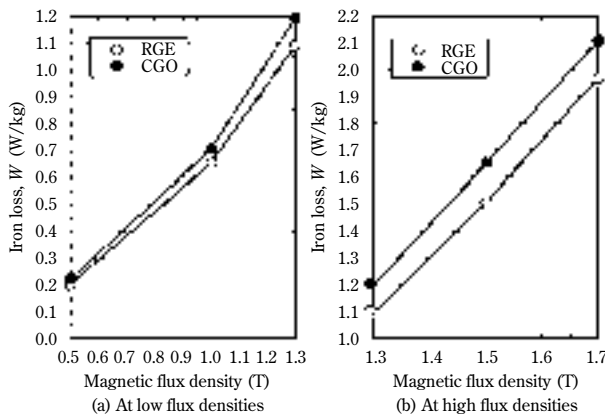 1.2
1.1
1.0
0.9
0.8
0.7
0.6
0.5
0.4
0.3
0.2
0.1
0.0
Iron loss, W (W/kg)
RGE
CGO
0.5 0.6 0.7 0.8 0.9 1.0 1.1 1.2 1.3
Magnetic flux density (T)
(a) At low flux densities
2.2
2.1
2.0
1.9
1.8
1.7
1.6
1.5
1.4
1.3
1.2
1.1
1.0
Iron loss, W (W/kg)
RGE
CGO
1.3 1.4 1.5 1.6 1.7
Magnetic flux density (T)
(b) At high flux densities